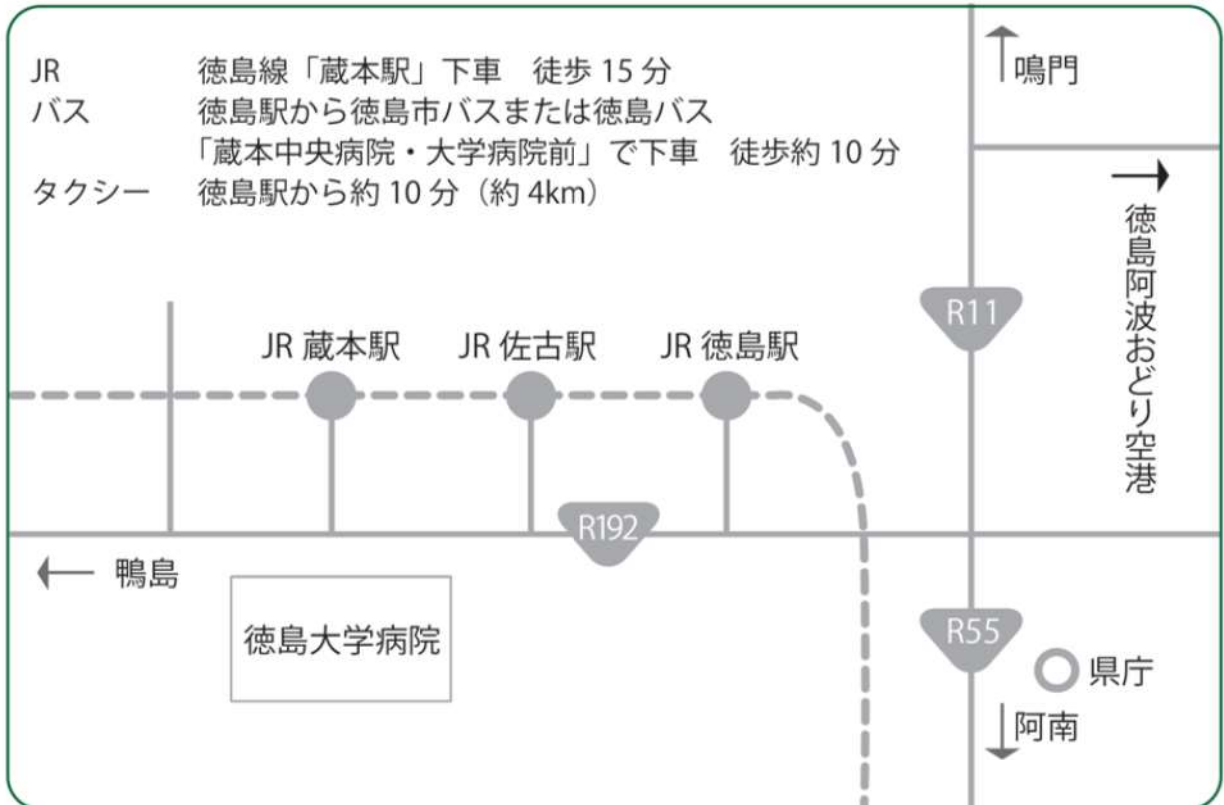 JR 徳島線「蔵本駅」下車 徒歩 15 分
バス 徳島駅から徳島市バスまたは徳島バス
「蔵本中央病院・大学病院前」で下車 徒歩約 10 分
タクシー 徳島駅から約 10 分（約 4km）
鳴門
徳島阿波おどり空港
R11
JR 蔵本駅
JR 佐古駅
JR 徳島駅
R192
鴨島
徳島大学病院
R55
県庁
阿南